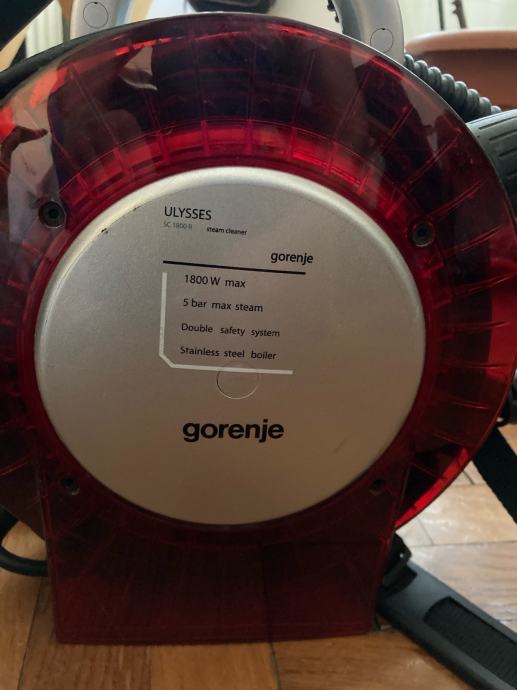 ULYSSES
SC 1800 R steam cleaner
gorenje
1800 W max
5 bar max steam
Double safety system
Stainless steel boiler
gorenje